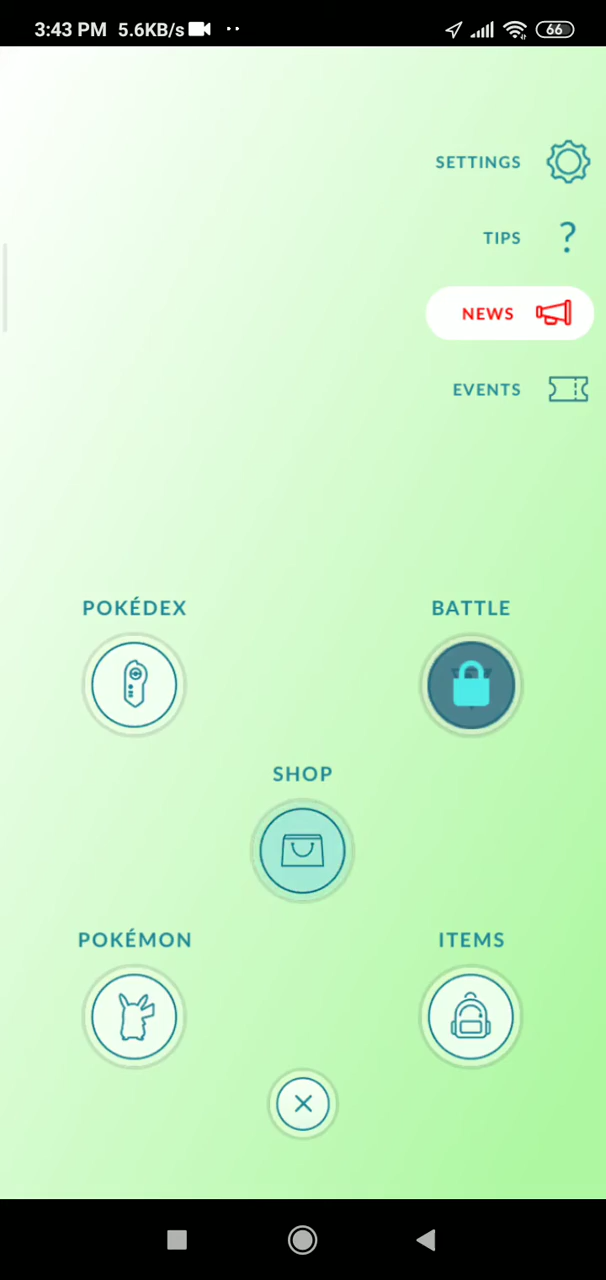 3:43 PM 5.6KB/s 66
SETTINGS
TIPS ?
NEWS
EVENTS
POKÉDEX BATTLE
SHOP
POKÉMON ITEMS